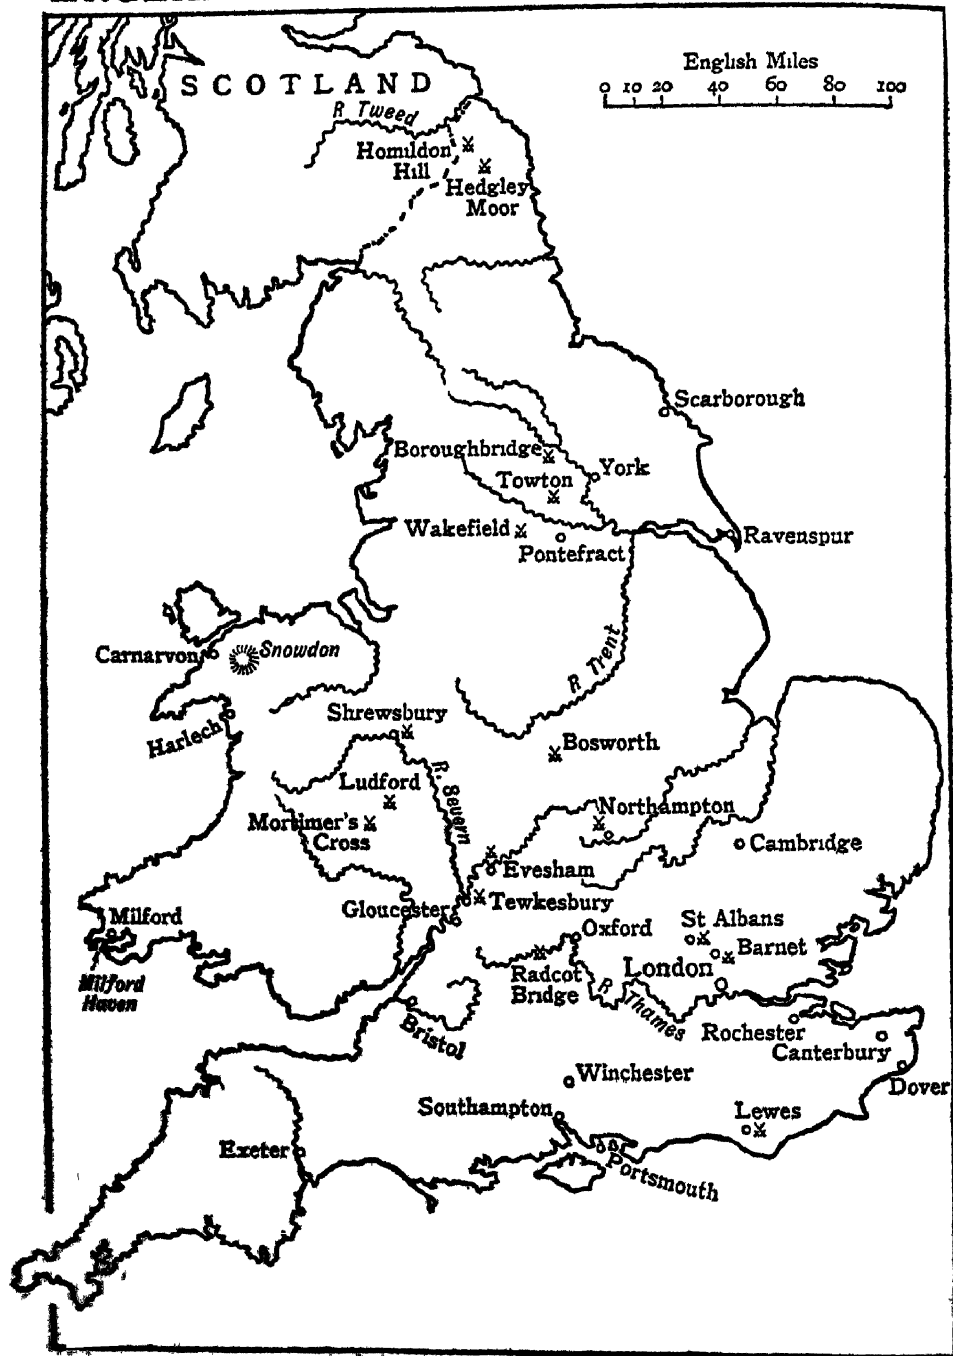 English Miles
0 10 20 40 60 80 100
SCOTLAND
R Tweed
Homildon
Hill
Hedgley
Moor
Scarborough
Boroughbridge
York
Towton
Wakefield
Ravenspur
Pontefract
Carnarvon
Snowdon
R Trent
Harlech
Shrewsbury
Bosworth
R. Severn
Ludford
Northampton
Mortimer's
Cross
Cambridge
Evesham
Tewkesbury
Gloucester
Milford
St Albans
Oxford
Barnet
London
Radcot
Bridge
Milford
Haven
R Thames
Bristol
Rochester
Canterbury
Winchester
Dover
Southampton
Lewes
Exeter
Portsmouth